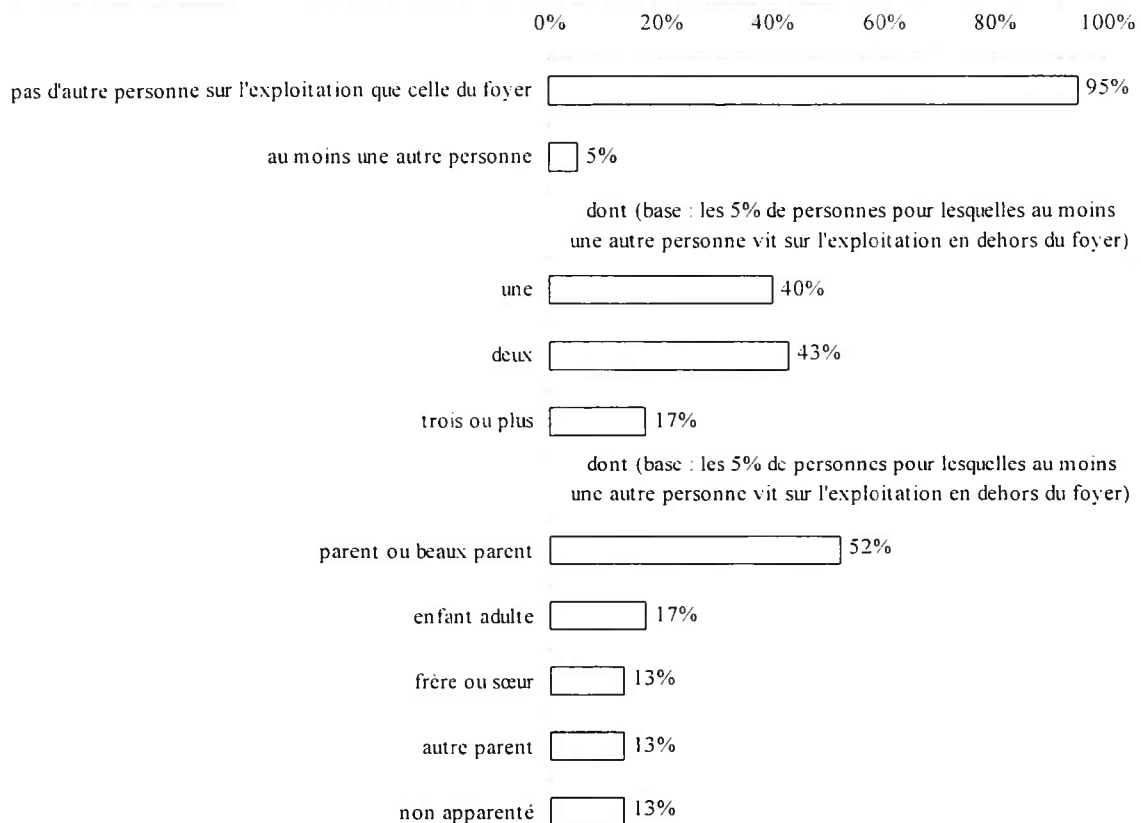 0% 20% 40% 60% 80% 100%
pas d'autre personne sur l'exploitation que celle du foyer 95%
au moins une autre personne 5%
dont (base : les 5% de personnes pour lesquelles au moins
une autre personne vit sur l'exploitation en dehors du foyer)
une 40%
deux 43%
trois ou plus 17%
dont (base : les 5% de personnes pour lesquelles au moins
une autre personne vit sur l'exploitation en dehors du foyer)
parent ou beaux parent 52%
enfant adulte 17%
frère ou sœur 13%
autre parent 13%
non apparenté 13%